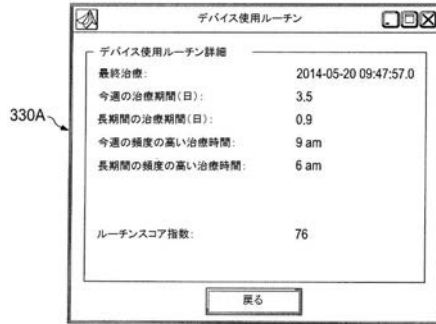 デバイス使用ルーチン
デバイス使用ルーチン詳細
最終治療: 2014-05-20 09:47:57.0
今週の治療期間(日): 3.5
長期間の治療期間(日): 0.9
330A
今週の頻度の高い治療時間: 9 am
長期間の頻度の高い治療時間: 6 am
ルーチンスコア指数: 76
戻る